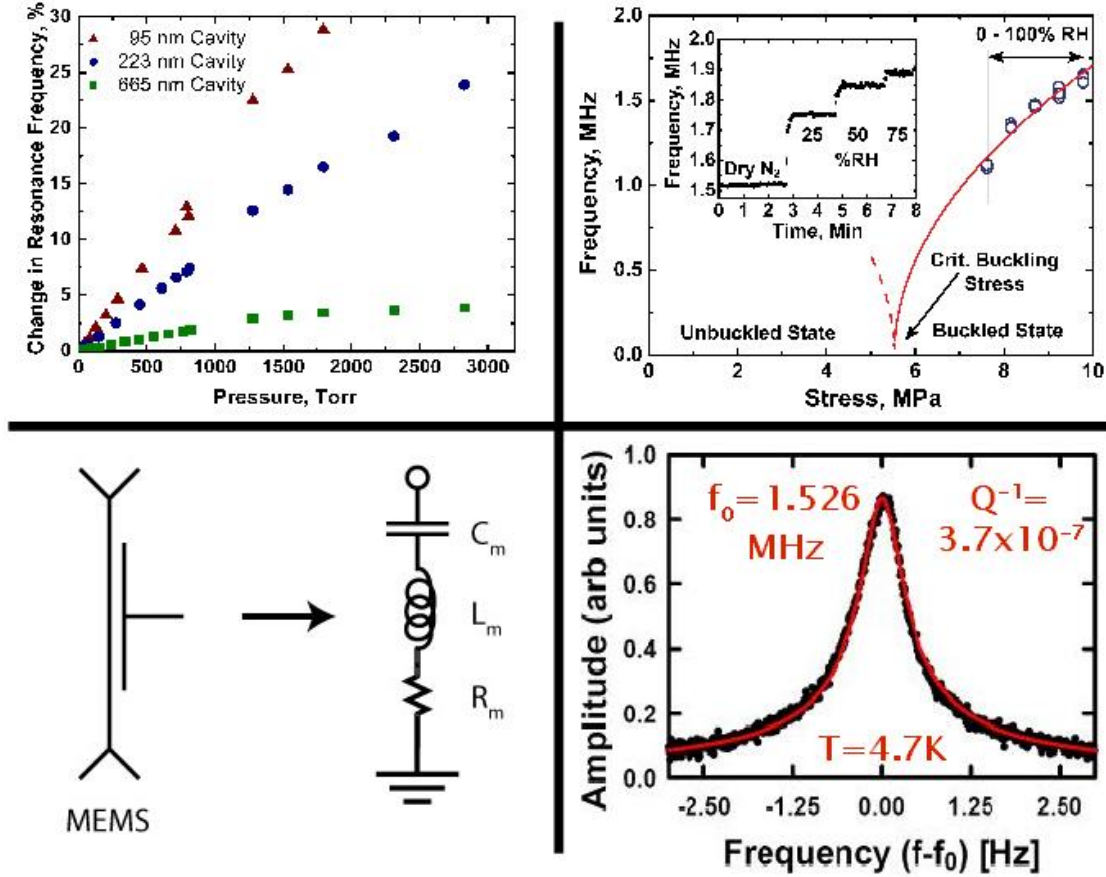 Change in Resonance Frequency, %
30
25
20
15
10
5
0
95 nm Cavity
223 nm Cavity
665 nm Cavity
0 500 1000 1500 2000 2500 3000
Pressure, Torr
Frequency, MHz
2.0
1.5
1.0
0.5
0.0
0 - 100% RH
Frequency, MHz
2.0
1.9
1.8
1.7
1.6
1.5
25 50 75
%RH
Dry N₂
0 1 2 3 4 5 6 7 8
Time, Min
Crit. Buckling
Stress
Unbuckled State
Buckled State
0 2 4 6 8 10
Stress, MPa
MEMS
Cₘ
Lₘ
Rₘ
Amplitude (arb units)
1.0
0.8
0.6
0.4
0.2
0.0
f₀=1.526
MHz
Q⁻¹=
3.7x10⁻⁷
T=4.7K
-2.50 -1.25 0.00 1.25 2.50
Frequency (f-f₀) [Hz]